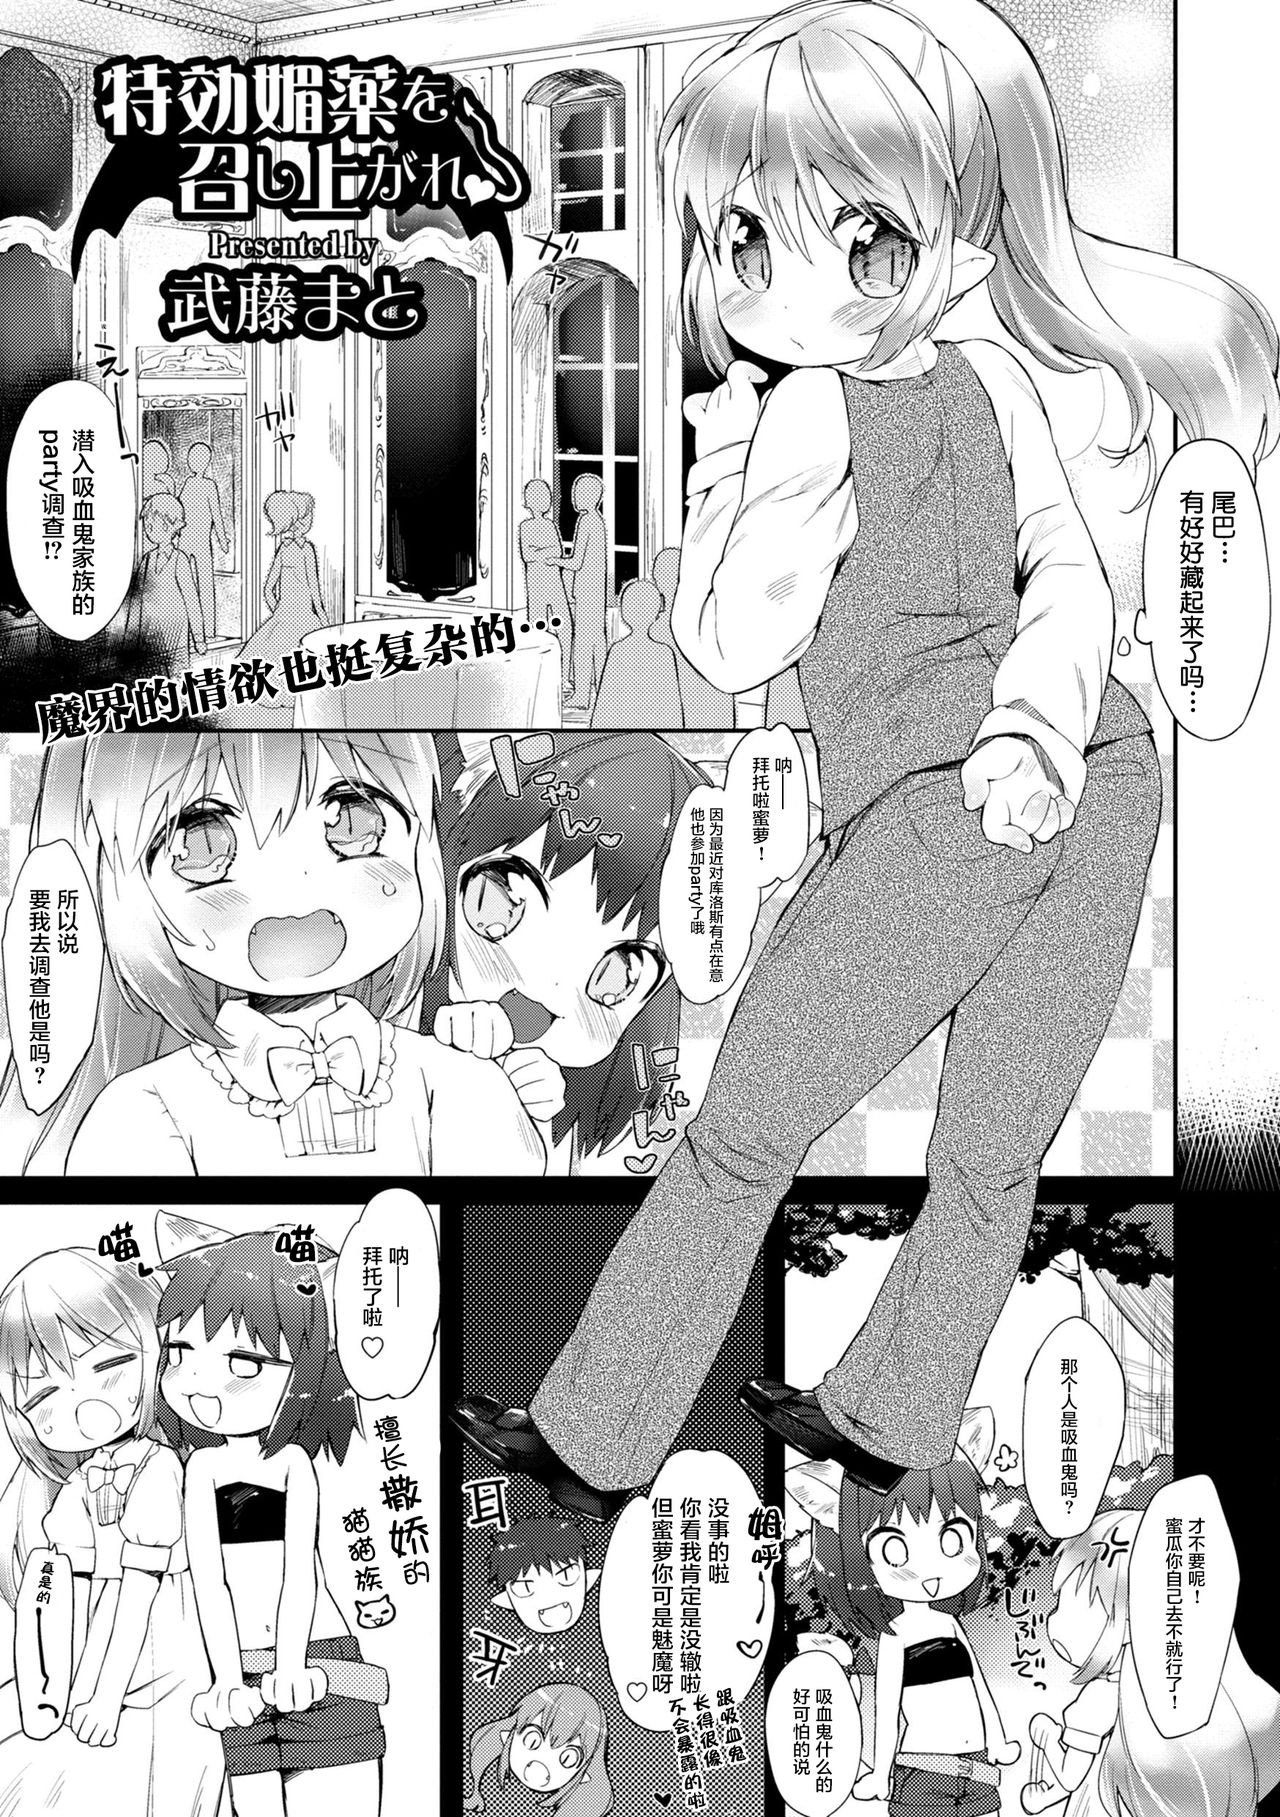 特効媚薬を
召し上がれ♥
Presented by
武藤まと
ガヤ
ガヤ
尾巴…
有好好藏起来了吗…
えーーっ
潜入吸血鬼家族的
party调查!?
魔界的情欲也挺复杂的…
呐——
拜托啦蜜萝！
因为最近对库洛斯有点在意
他也参加party了哦
にゃん♡
にゃん♡
所以说
要我去调查他是吗？
那个人是吸血鬼吗？
才不要呢！
蜜瓜你自己去不就行了！
じぶんで
吸血鬼什么的
好可怕的说
姆呼——♡
没事的啦
你看我肯定是没辙啦
但蜜萝你可是魅魔呀♡
跟吸血鬼
长得很像
不会暴露的啦
耳
牙
呐——
拜托了啦♡
喵♥
喵♥
擅长撒娇的
猫猫族
真是的——っ